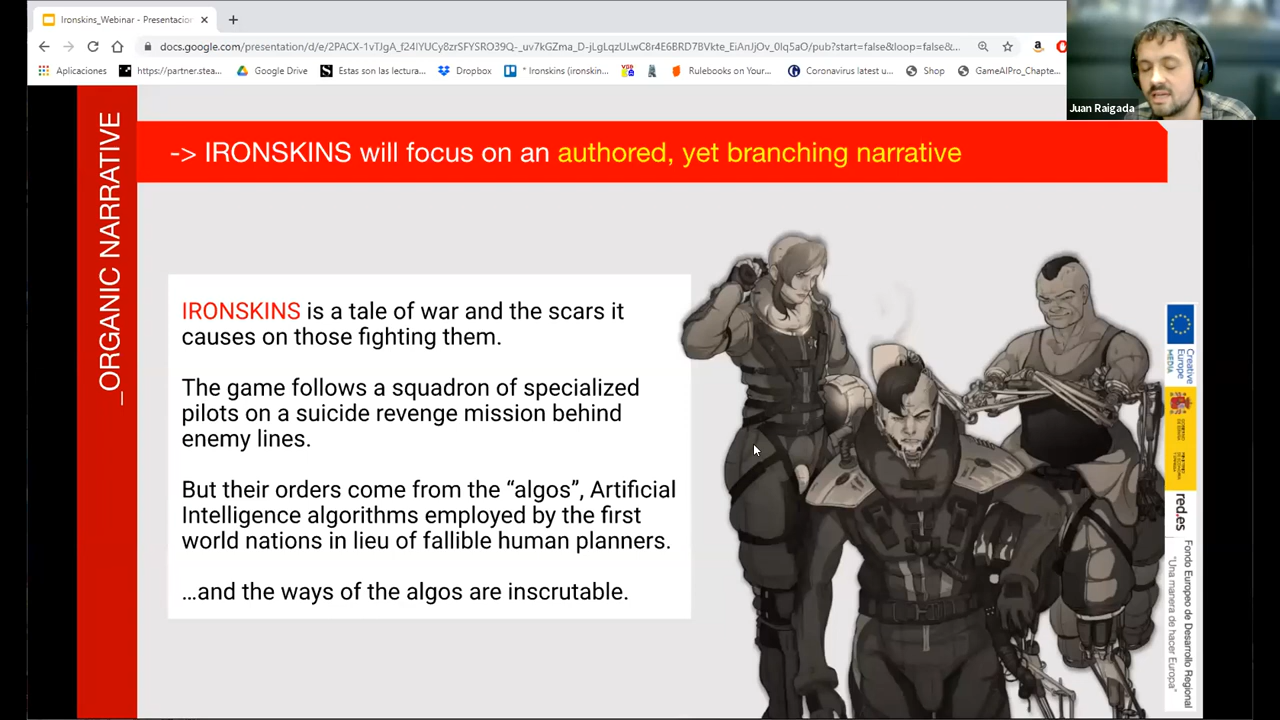 Ironskins_Webinar - Presentacion
docs.google.com/presentation/d/e/2PACX-1vTJgA_f24lYUCy8zrSFYSRO39Q-_uv7kGZma_D-jLgLqzULwC8r4E6BRD7BVkte_EiAnJjOv_0lq5aO/pub?start=false&loop=false&...
Aplicaciones
https://partner.stea...
Google Drive
Estas son las lectura...
Dropbox
* Ironskins (ironskin...
Rulebooks on Your...
Coronavirus latest u...
Shop
GameAIPro_Chapte...
Juan Raigada
_ORGANIC NARRATIVE
-> IRONSKINS will focus on an authored, yet branching narrative
IRONSKINS is a tale of war and the scars it
causes on those fighting them.
The game follows a squadron of specialized
pilots on a suicide revenge mission behind
enemy lines.
But their orders come from the “algos”, Artificial
Intelligence algorithms employed by the first
world nations in lieu of fallible human planners.
…and the ways of the algos are inscrutable.
Creative
Europe
MEDIA
red.es
Fondo Europeo de Desarrollo Regional
"Una manera de hacer Europa"